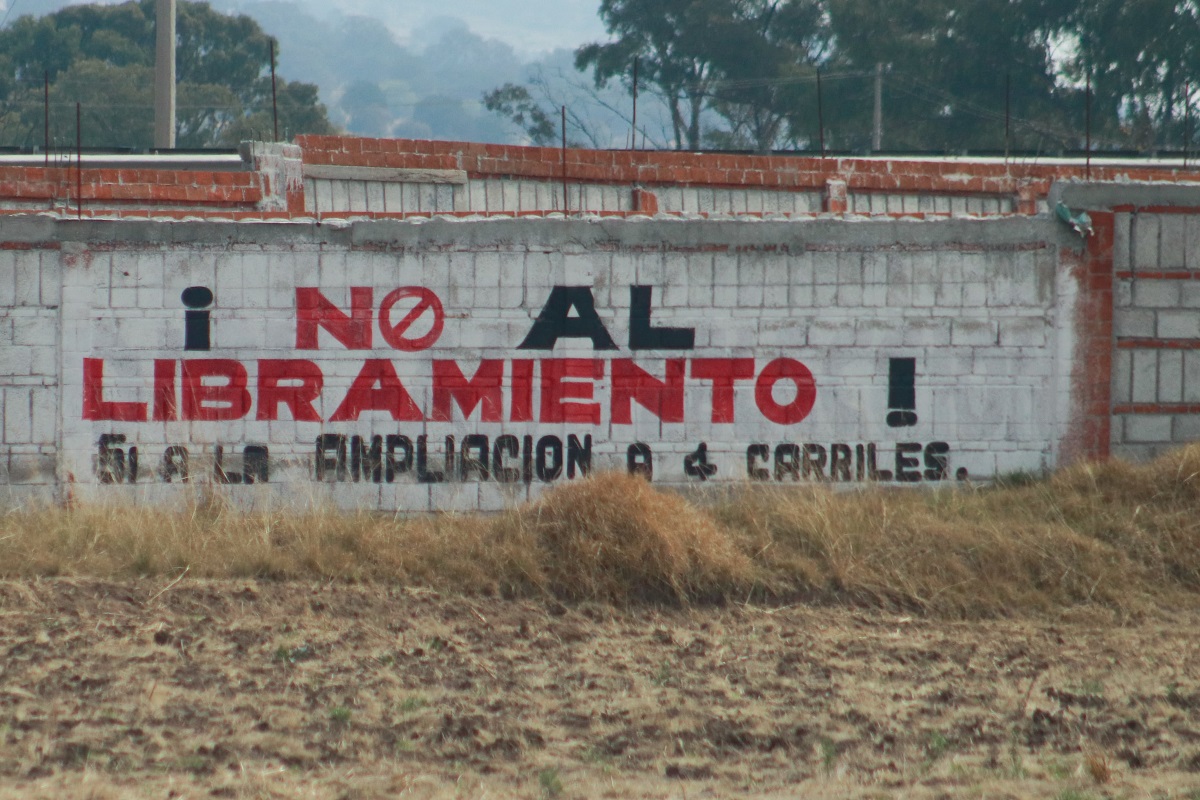 ¡ NO AL
LIBRAMIENTO !
Si A LA AMPLIACION A 4 CARRILES.